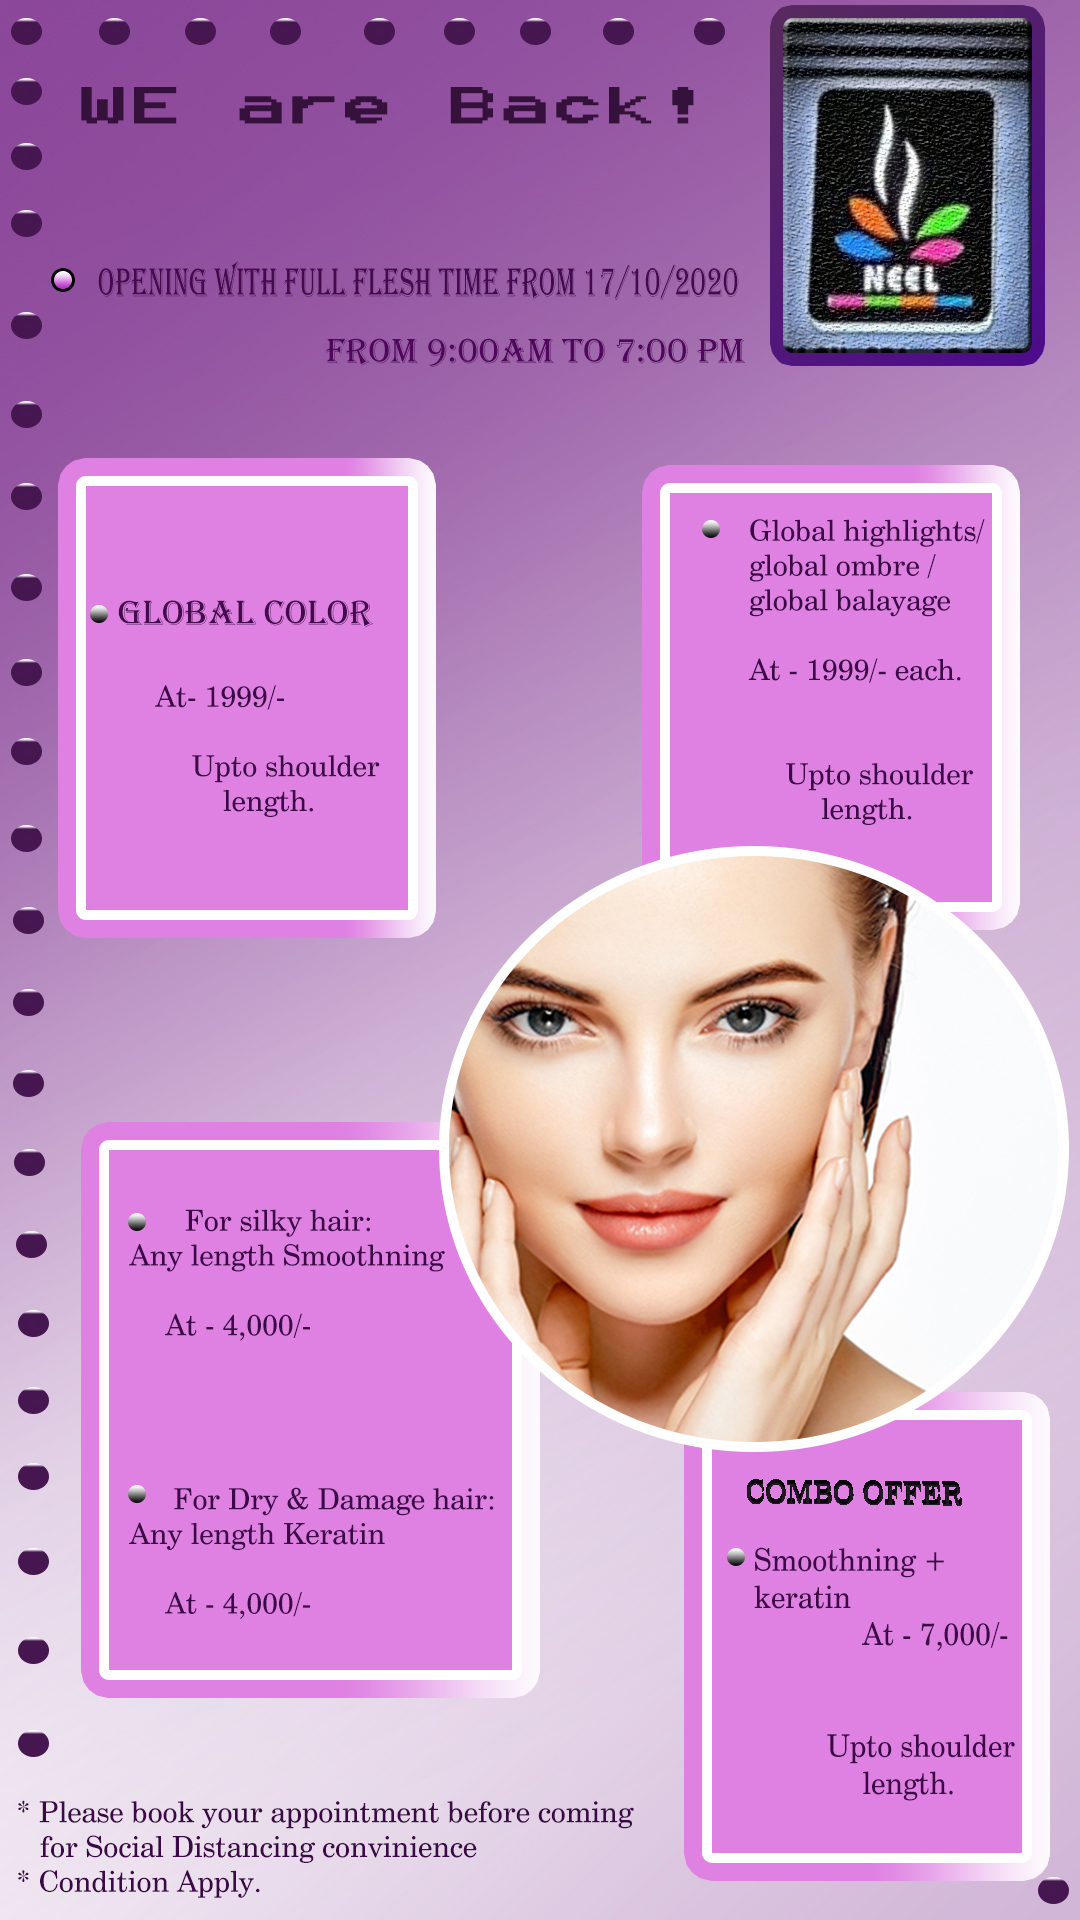 WE are Back!
NEEL
OPENING WITH FULL FLESH TIME FROM 17/10/2020
FROM 9:00AM TO 7:00 PM
GLOBAL COLOR
At- 1999/-
Upto shoulder
length.
Global highlights/
global ombre /
global balayage
At - 1999/- each.
Upto shoulder
length.
For silky hair:
Any length Smoothning
At - 4,000/-
For Dry & Damage hair:
Any length Keratin
At - 4,000/-
COMBO OFFER
Smoothning +
keratin
At - 7,000/-
Upto shoulder
length.
* Please book your appointment before coming
for Social Distancing convinience
* Condition Apply.